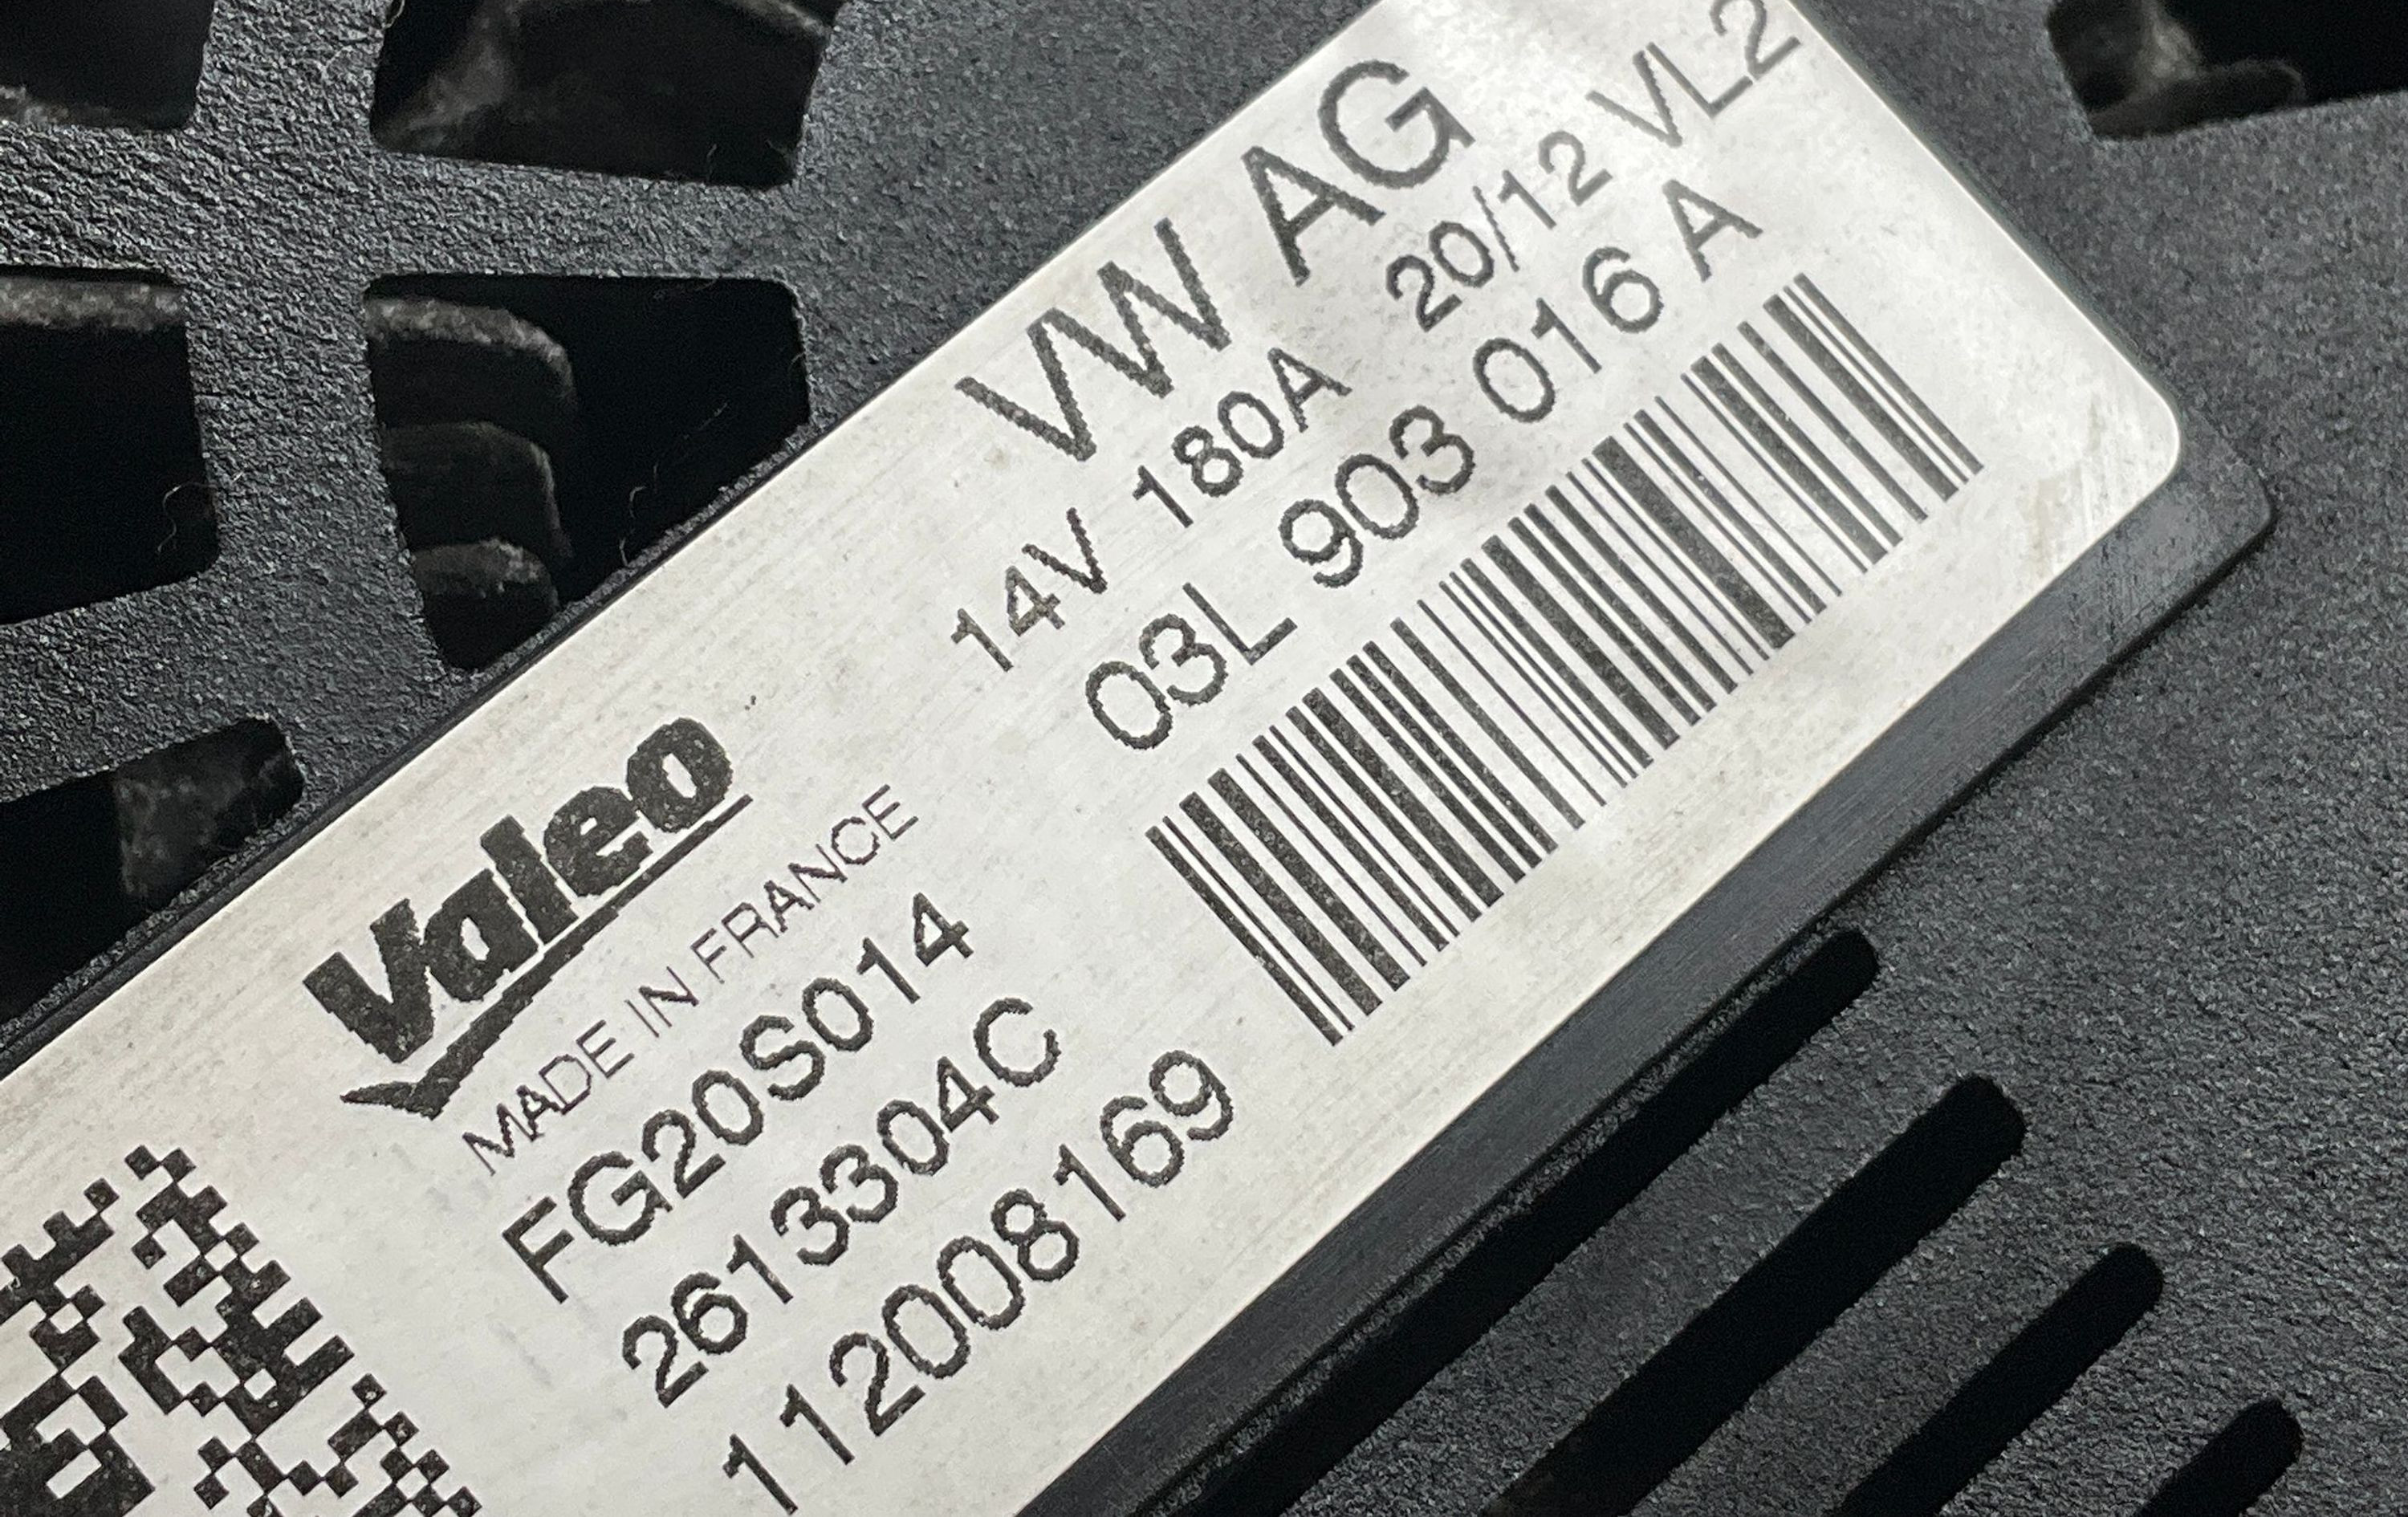 VW AG
14V 180A 20/12 VL2
03L 903 016 A
Valeo
MADE IN FRANCE
FG20S014
2613304C
112008169